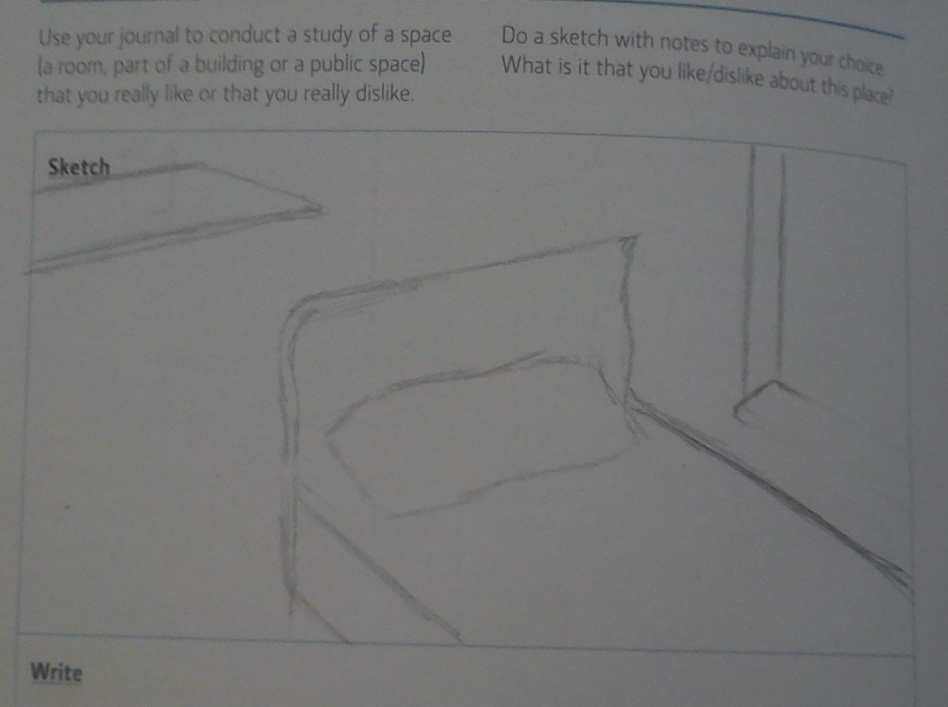 Use your journal to conduct a study of a space
(a room, part of a building or a public space)
that you really like or that you really dislike.
Do a sketch with notes to explain your choice.
What is it that you like/dislike about this place?
Sketch
Write